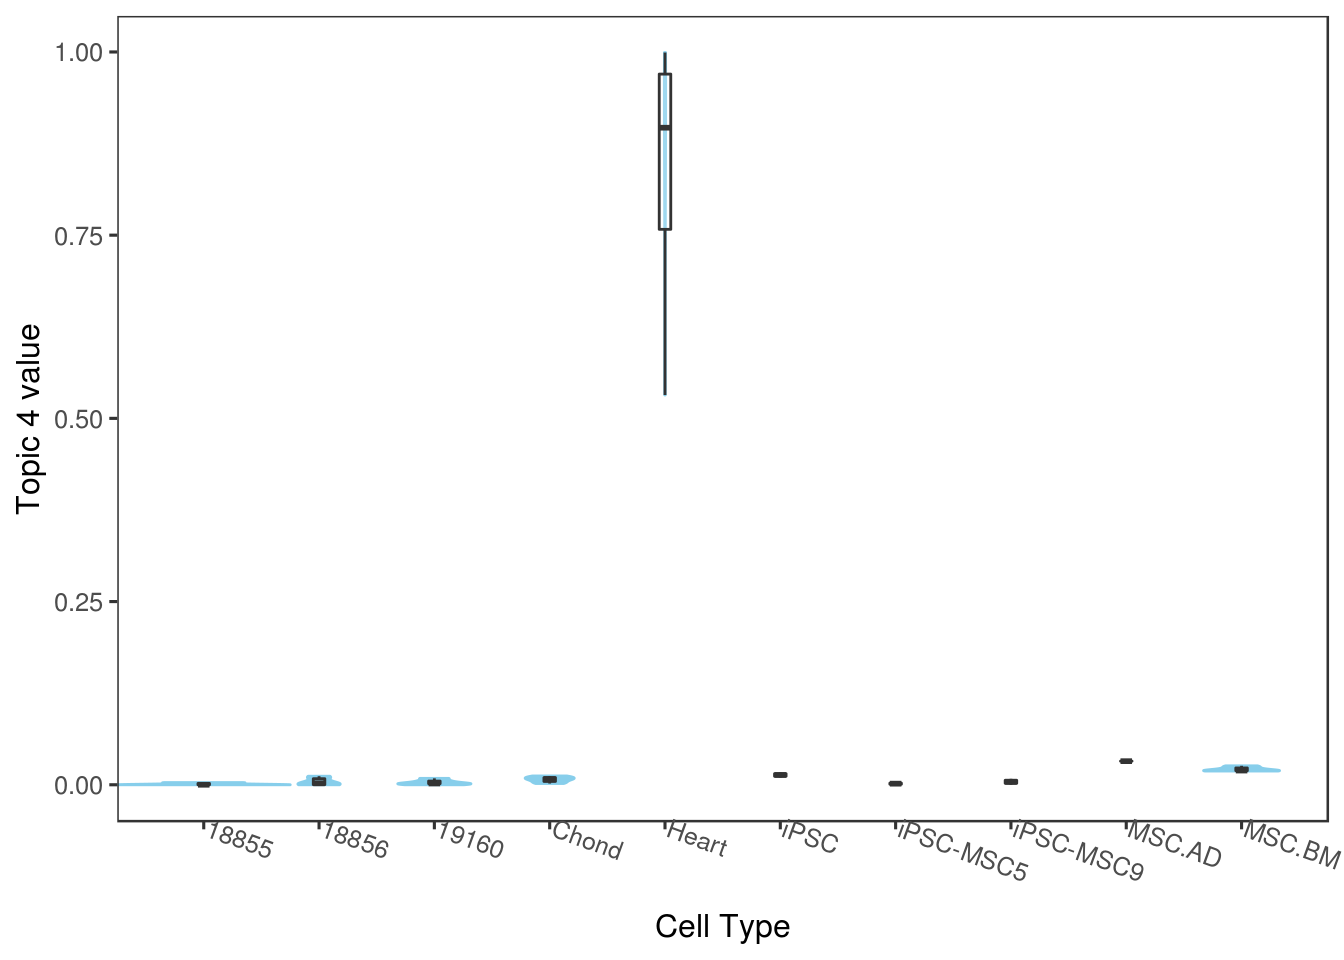 1.00
0.75
0.50
0.25
0.00
Topic 4 value
18855
18856
19160
Chond
Heart
iPSC
iPSC-MSC5
iPSC-MSC9
MSC.AD
MSC.BM
Cell Type